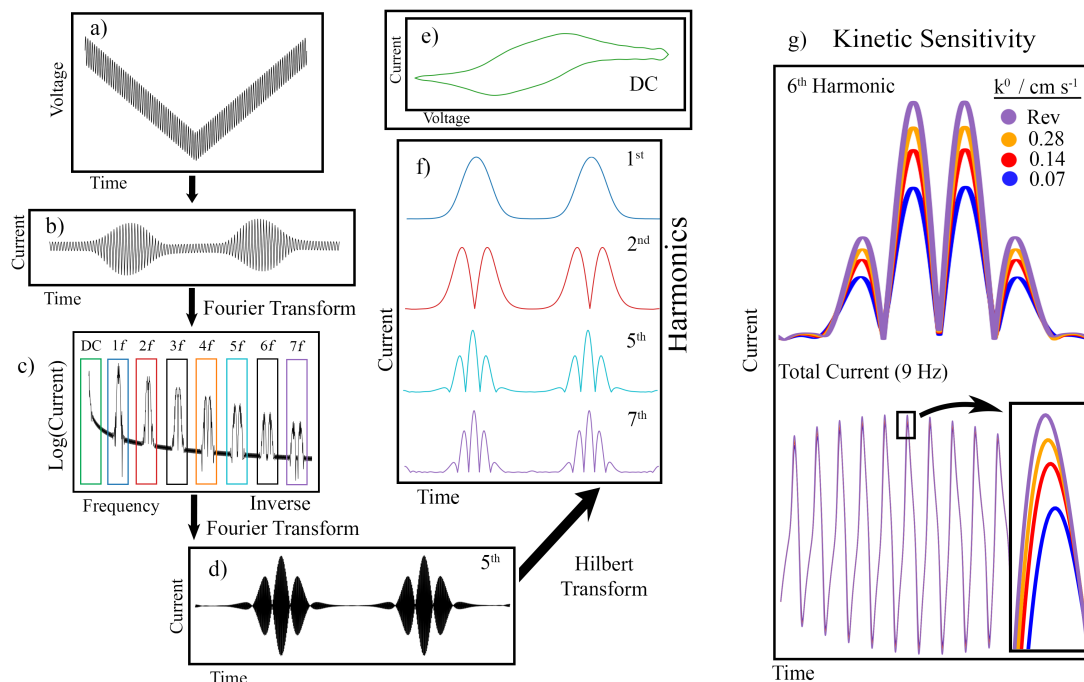 a)
Voltage
Time
b)
Current
Time
Fourier Transform
c)
DC 1f 2f 3f 4f 5f 6f 7f
Log(Current)
Frequency
Inverse
Fourier Transform
d)
5th
Current
Time
Hilbert
Transform
e)
Current
DC
Voltage
f)
1st
2nd
5th
7th
Current
Time
Harmonics
g) Kinetic Sensitivity
6th Harmonic
k0 / cm s-1
Rev
0.28
0.14
0.07
Current
Total Current (9 Hz)
Time